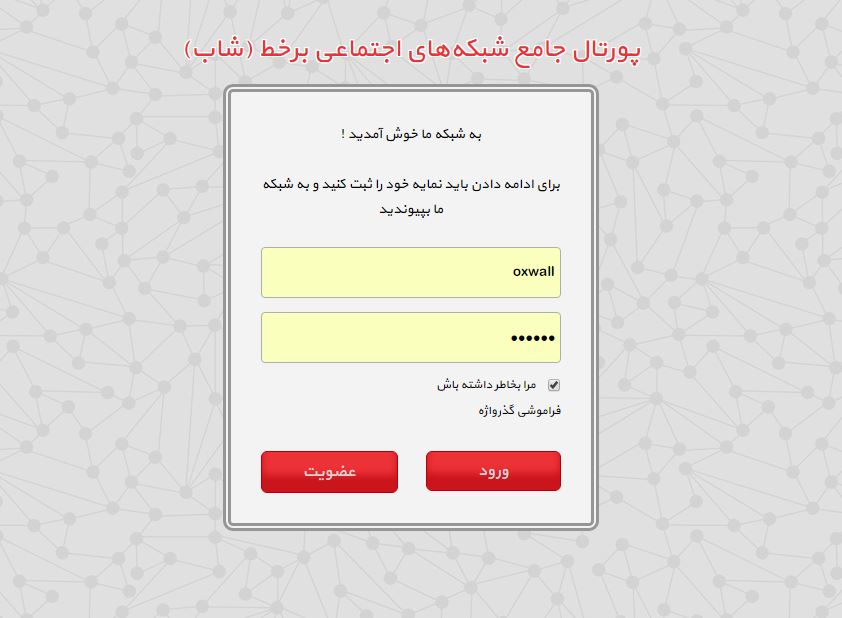 پورتال جامع شبکه‌های اجتماعی برخط (شاب)
به شبکه ما خوش آمدید !
برای ادامه دادن باید نمایه خود را ثبت کنید و به شبکه
ما بپیوندید
oxwall
••••••
مرا بخاطر داشته باش
فراموشی گذرواژه
ورود
عضویت